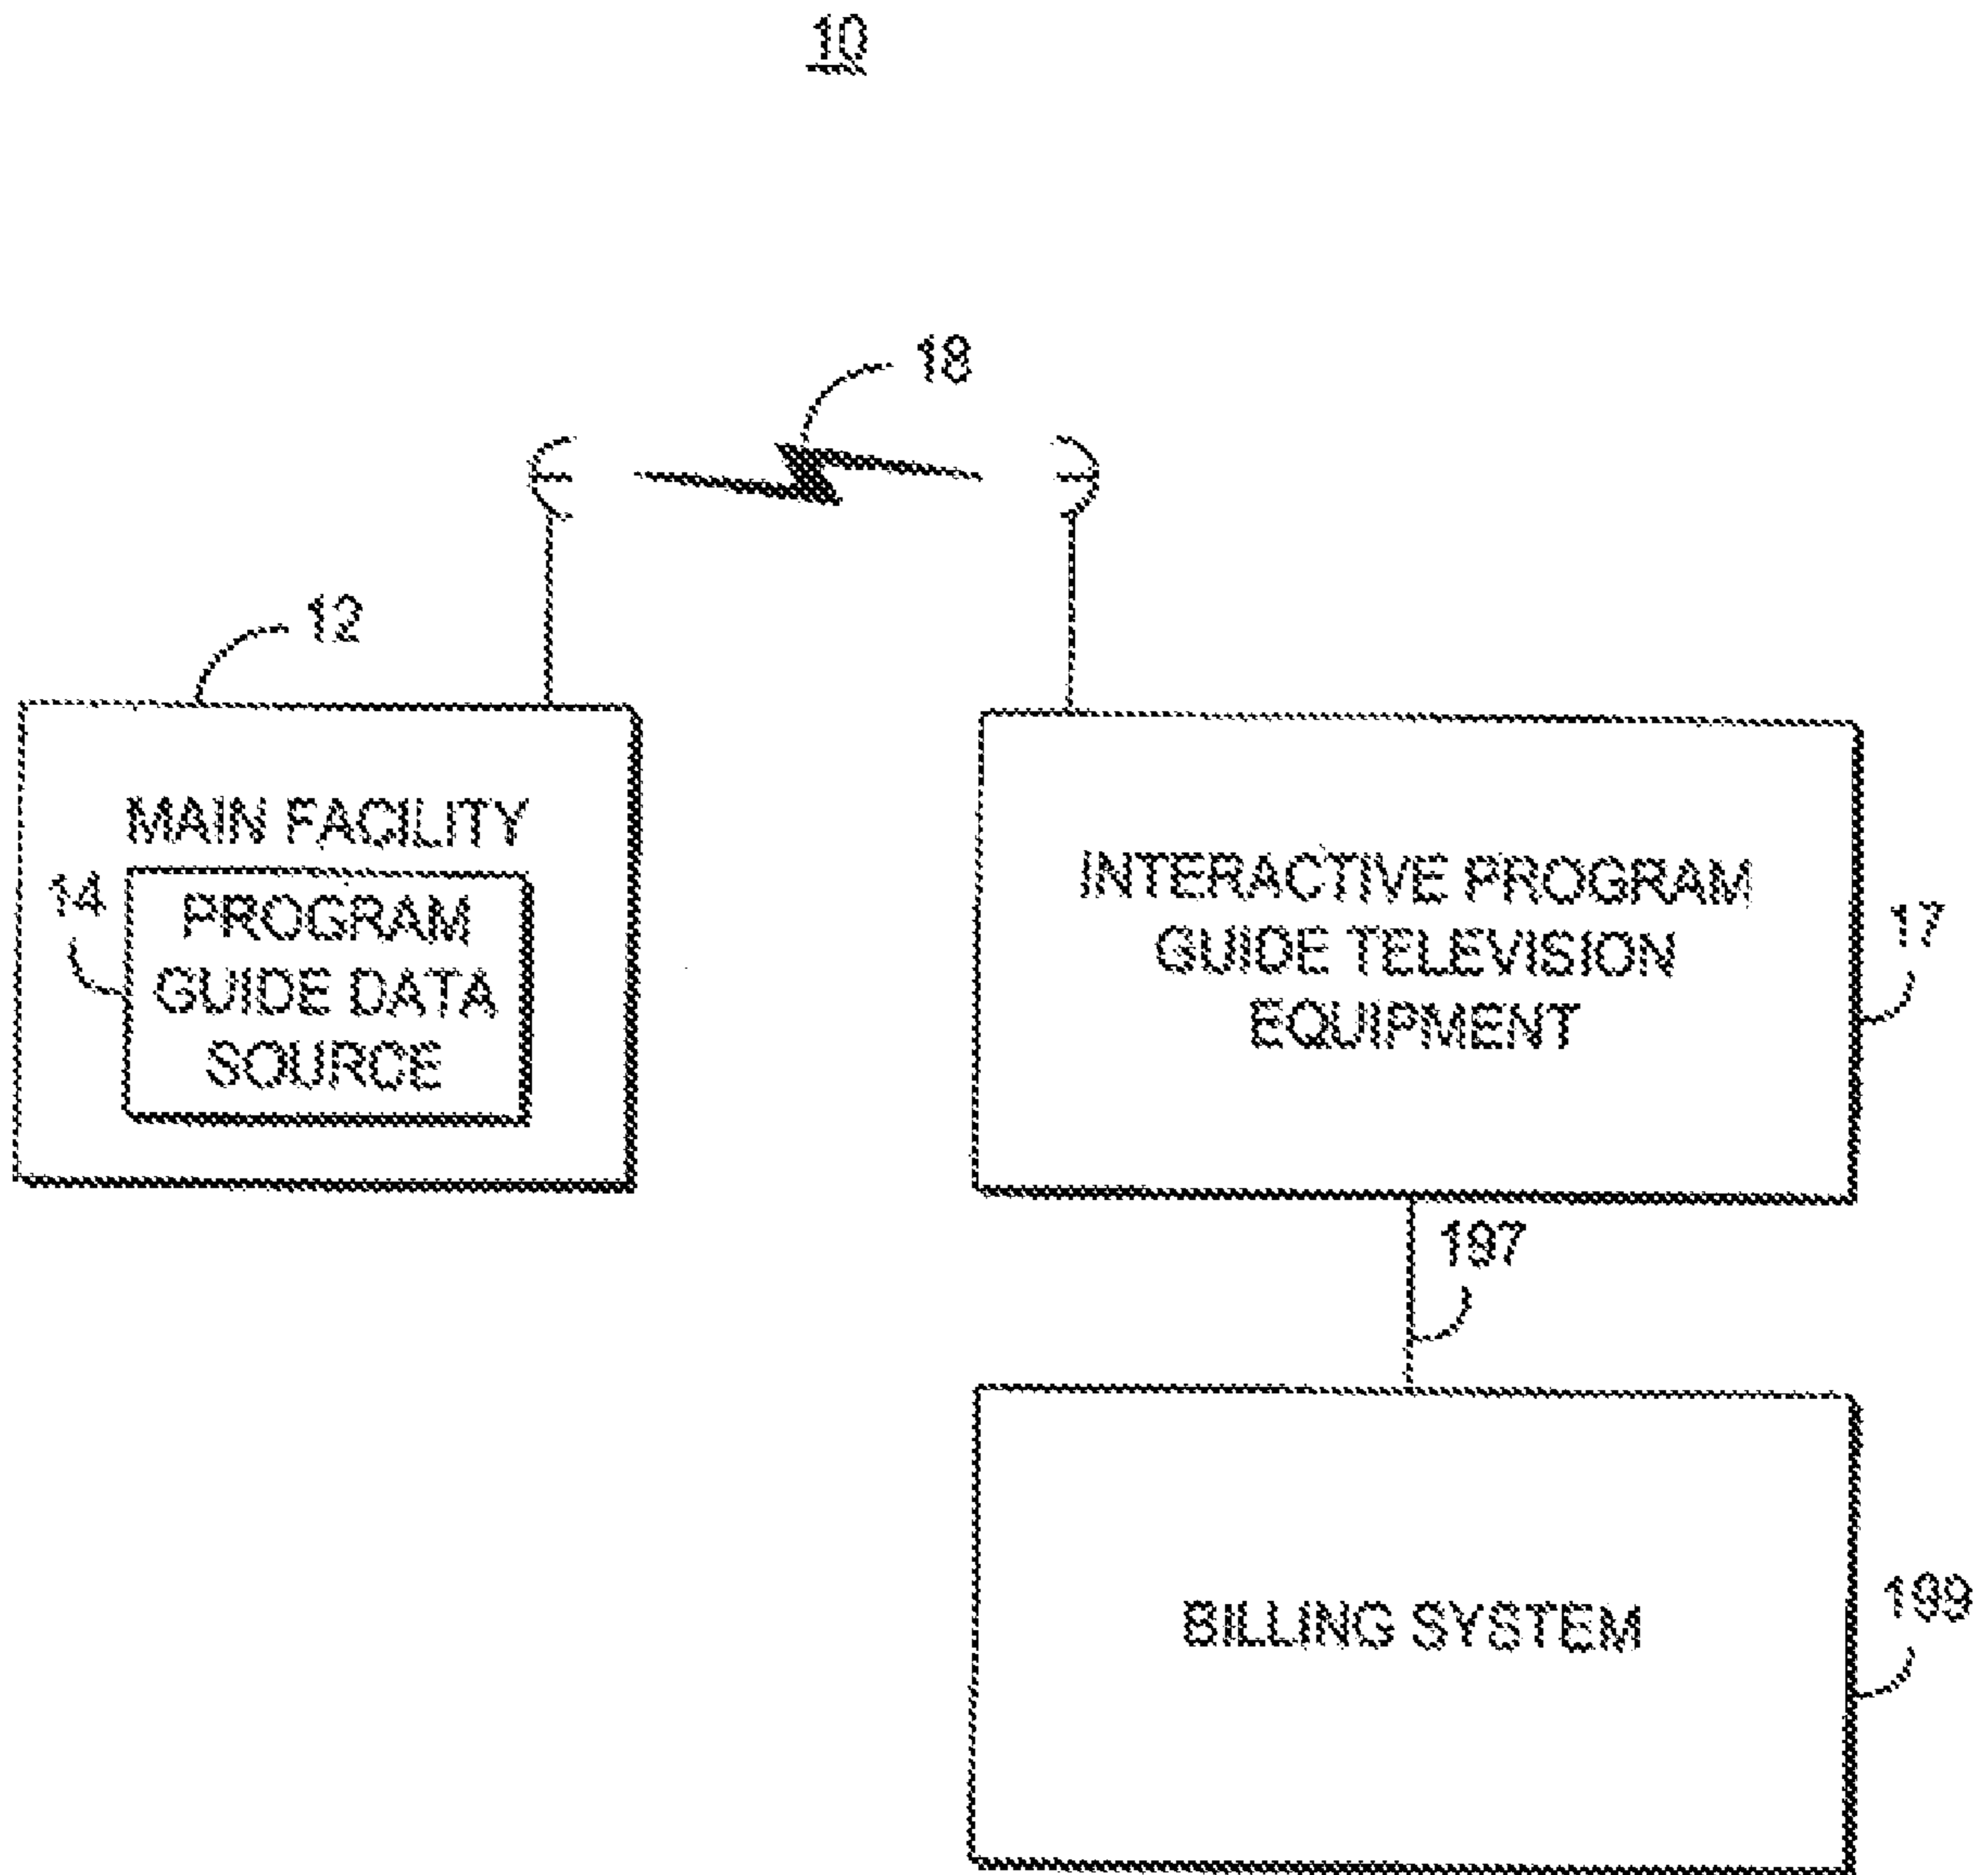 10
18
12
MAIN FACILITY
14
PROGRAM
GUIDE DATA
SOURCE
INTERACTIVE PROGRAM
GUIDE TELEVISION
EQUIPMENT
17
197
BILLING SYSTEM
199